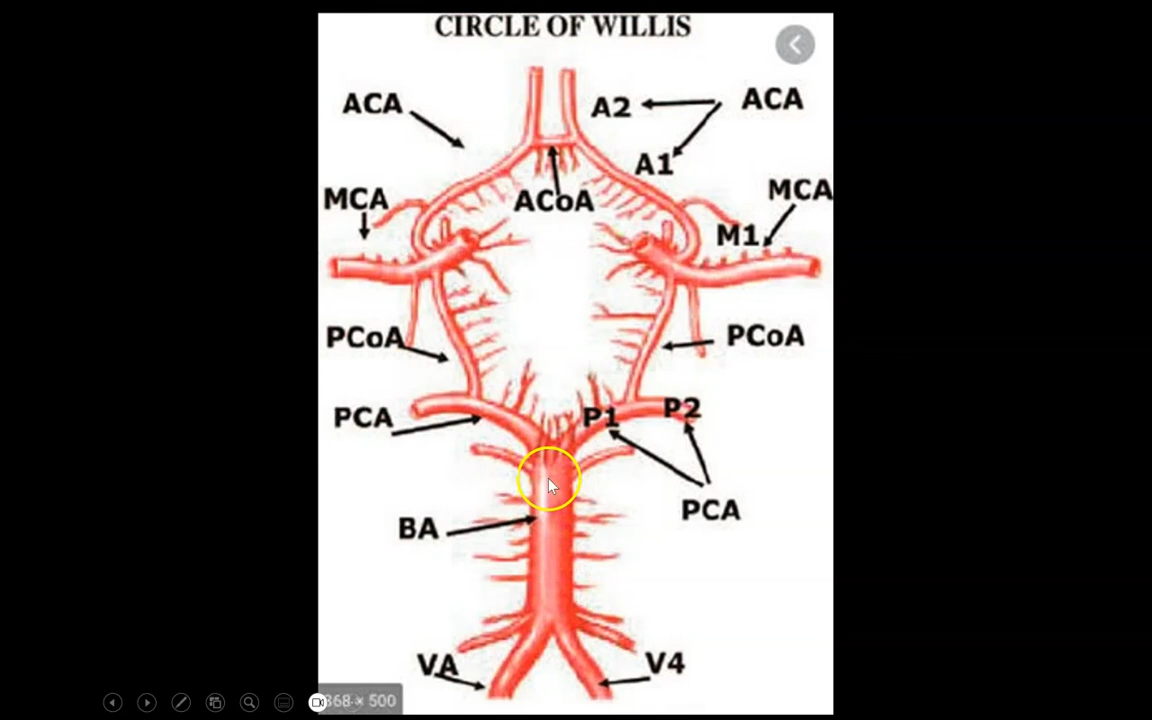 CIRCLE OF WILLIS
ACA
A2
ACA
A1
MCA
ACoA
MCA
M1
PCoA
PCoA
PCA
P1
P2
PCA
BA
VA
V4
368 × 500